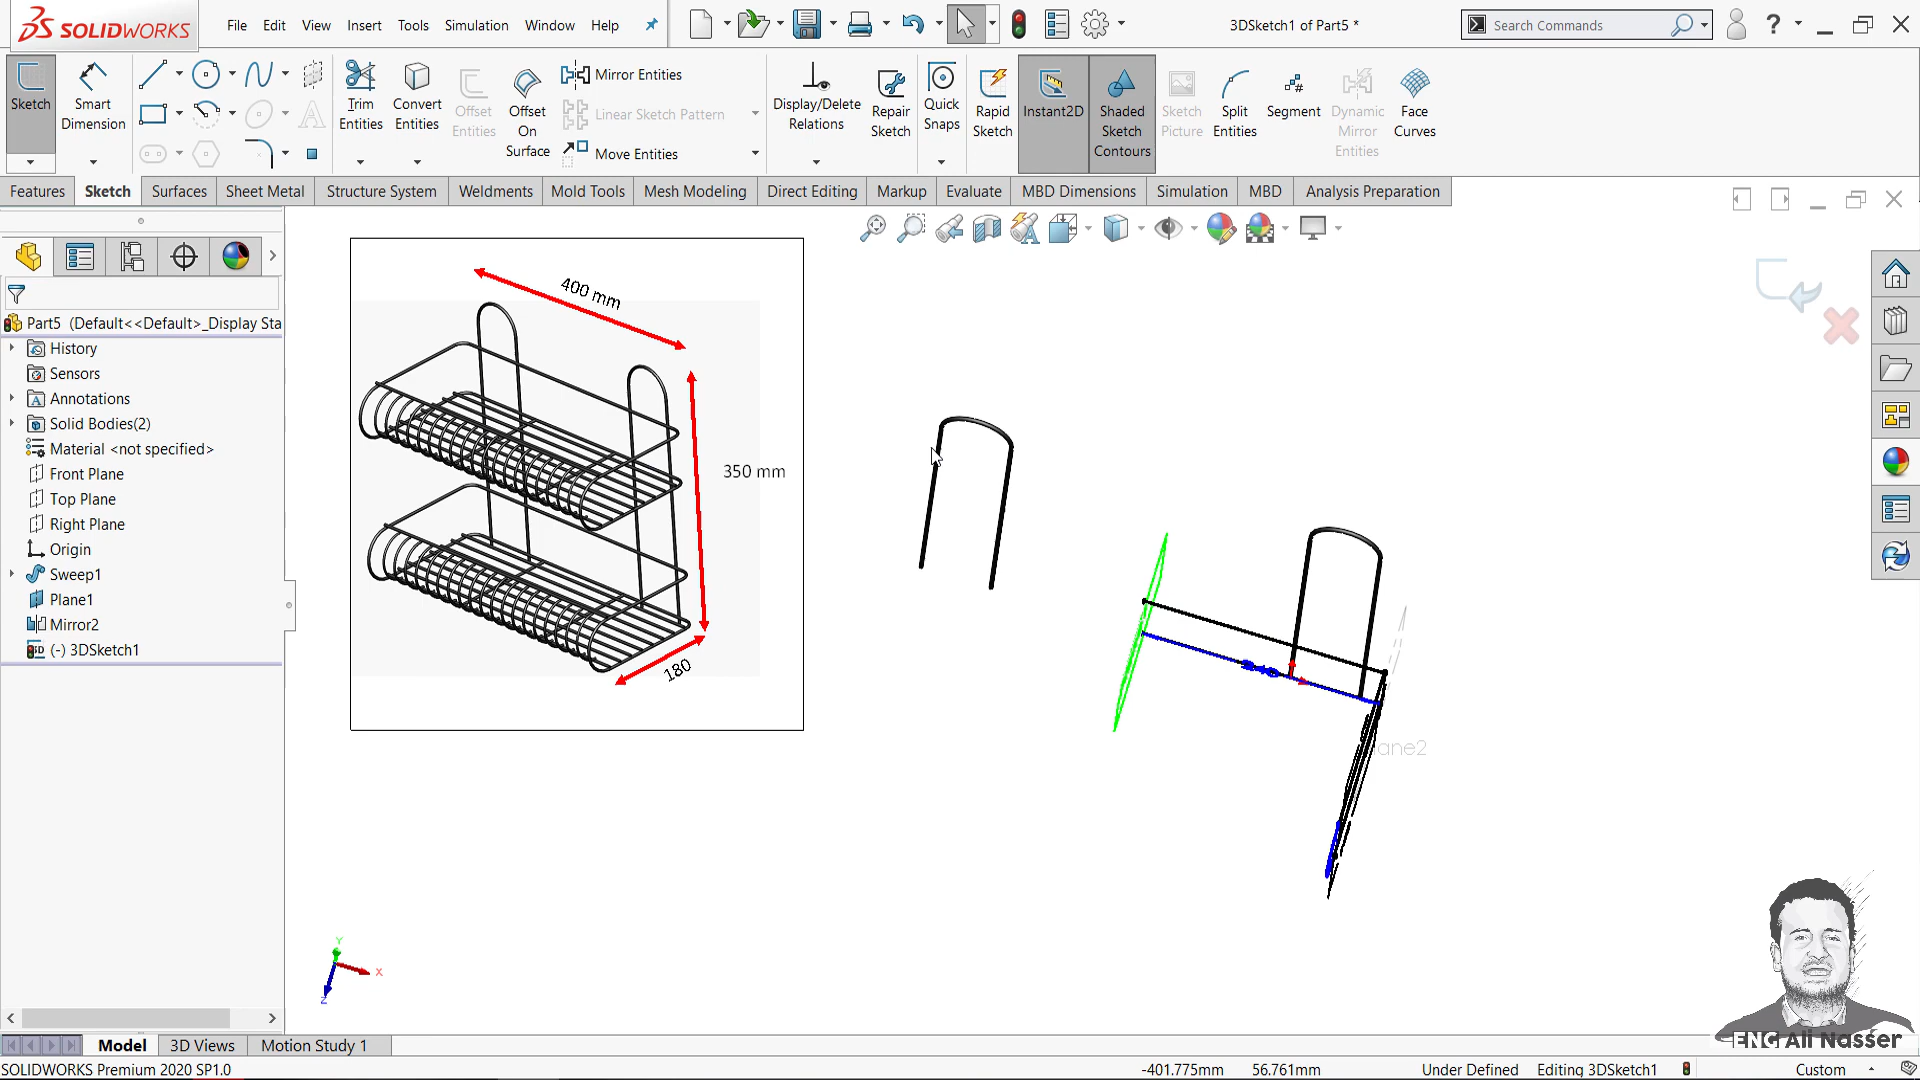 SOLIDWORKS
File Edit View Insert Tools Simulation Window Help
3DSketch1 of Part5 *
Search Commands
Sketch
Smart Dimension
Trim Entities
Convert Entities
Offset Entities
Offset On Surface
Mirror Entities
Linear Sketch Pattern
Move Entities
Display/Delete Relations
Repair Sketch
Quick Snaps
Rapid Sketch
Instant2D
Shaded Sketch Contours
Sketch Picture
Split Entities
Segment
Dynamic Mirror Entities
Face Curves
Features Sketch Surfaces Sheet Metal Structure System Weldments Mold Tools Mesh Modeling Direct Editing Markup Evaluate MBD Dimensions Simulation MBD Analysis Preparation
Part5 (Default<<Default>_Display Sta
History
Sensors
Annotations
Solid Bodies(2)
Material <not specified>
Front Plane
Top Plane
Right Plane
Origin
Sweep1
Plane1
Mirror2
(-) 3DSketch1
400 mm
350 mm
180
ane2
Y
X
Z
ENG Ali Nasser
Model 3D Views Motion Study 1
SOLIDWORKS Premium 2020 SP1.0
-401.775mm 56.761mm Under Defined Editing 3DSketch1 Custom